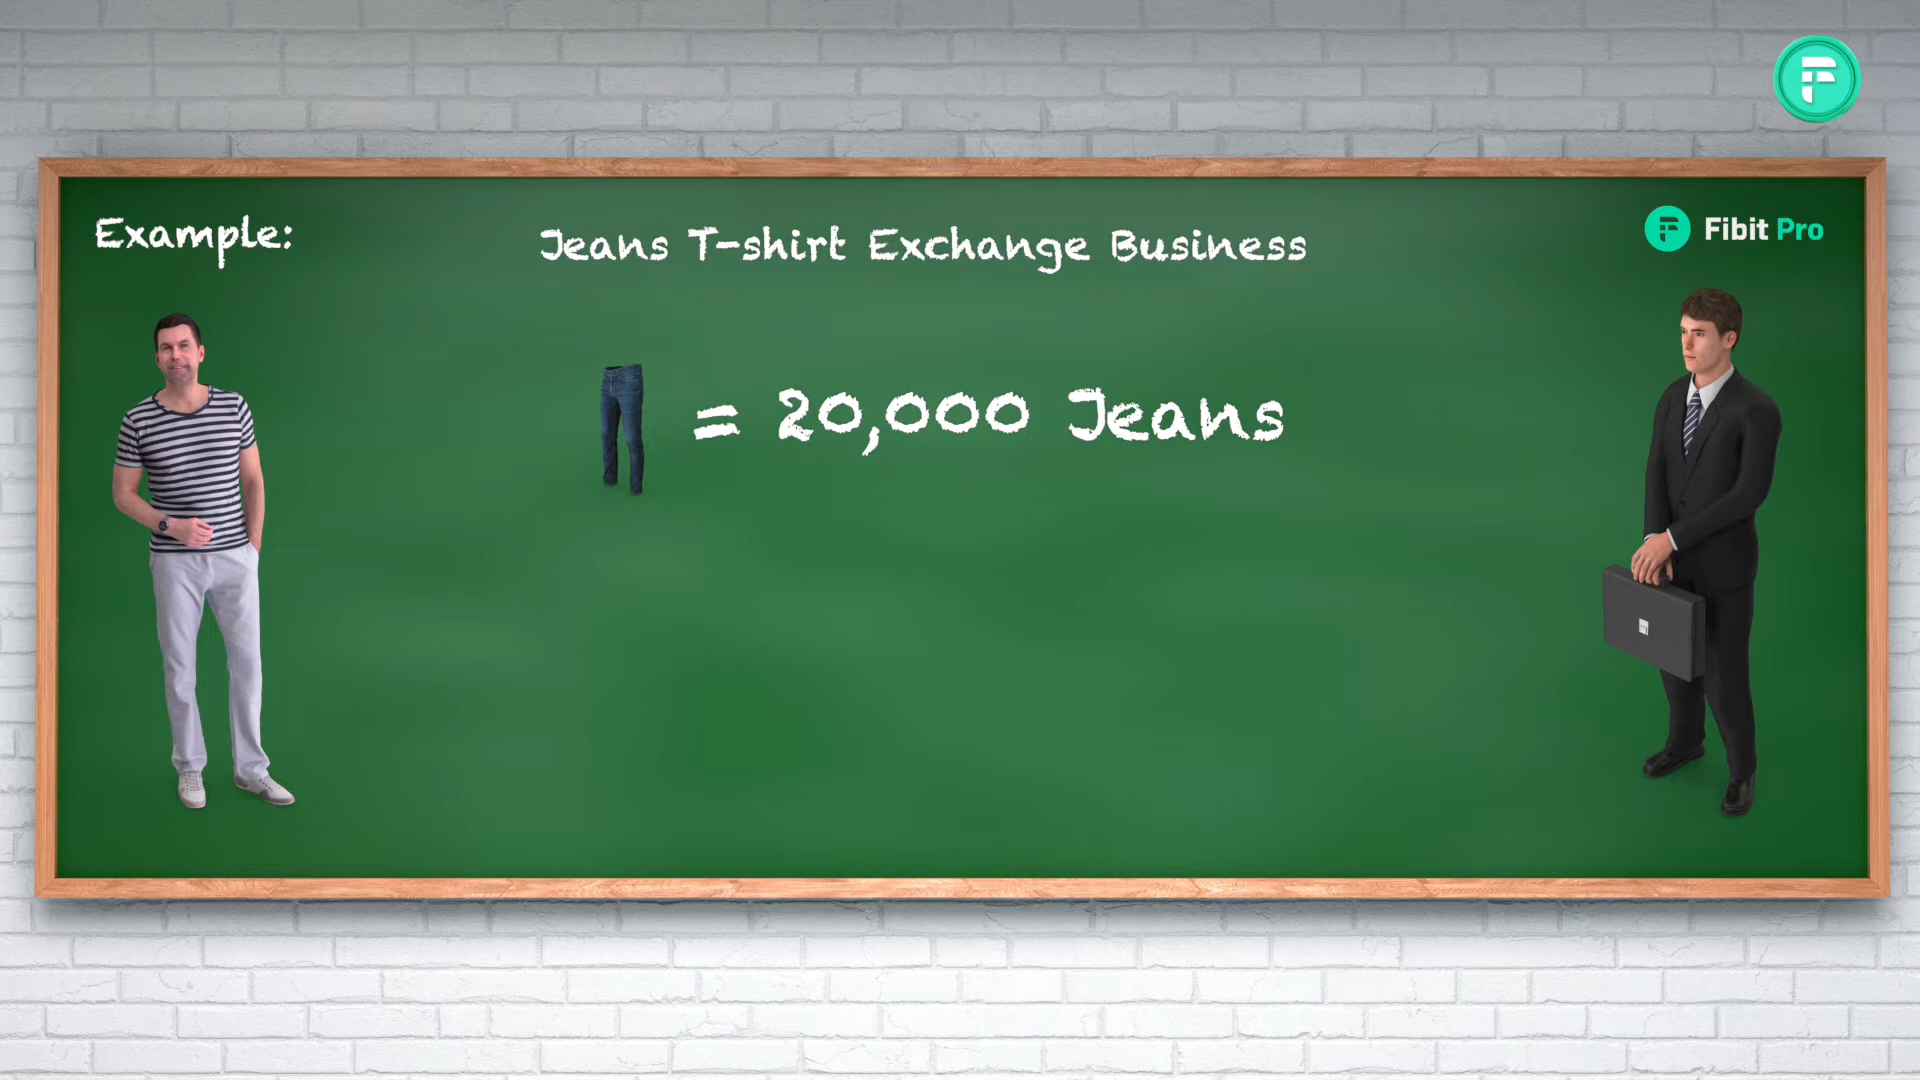 Example:
Jeans T-shirt Exchange Business
Fibit Pro
= 20,000 Jeans